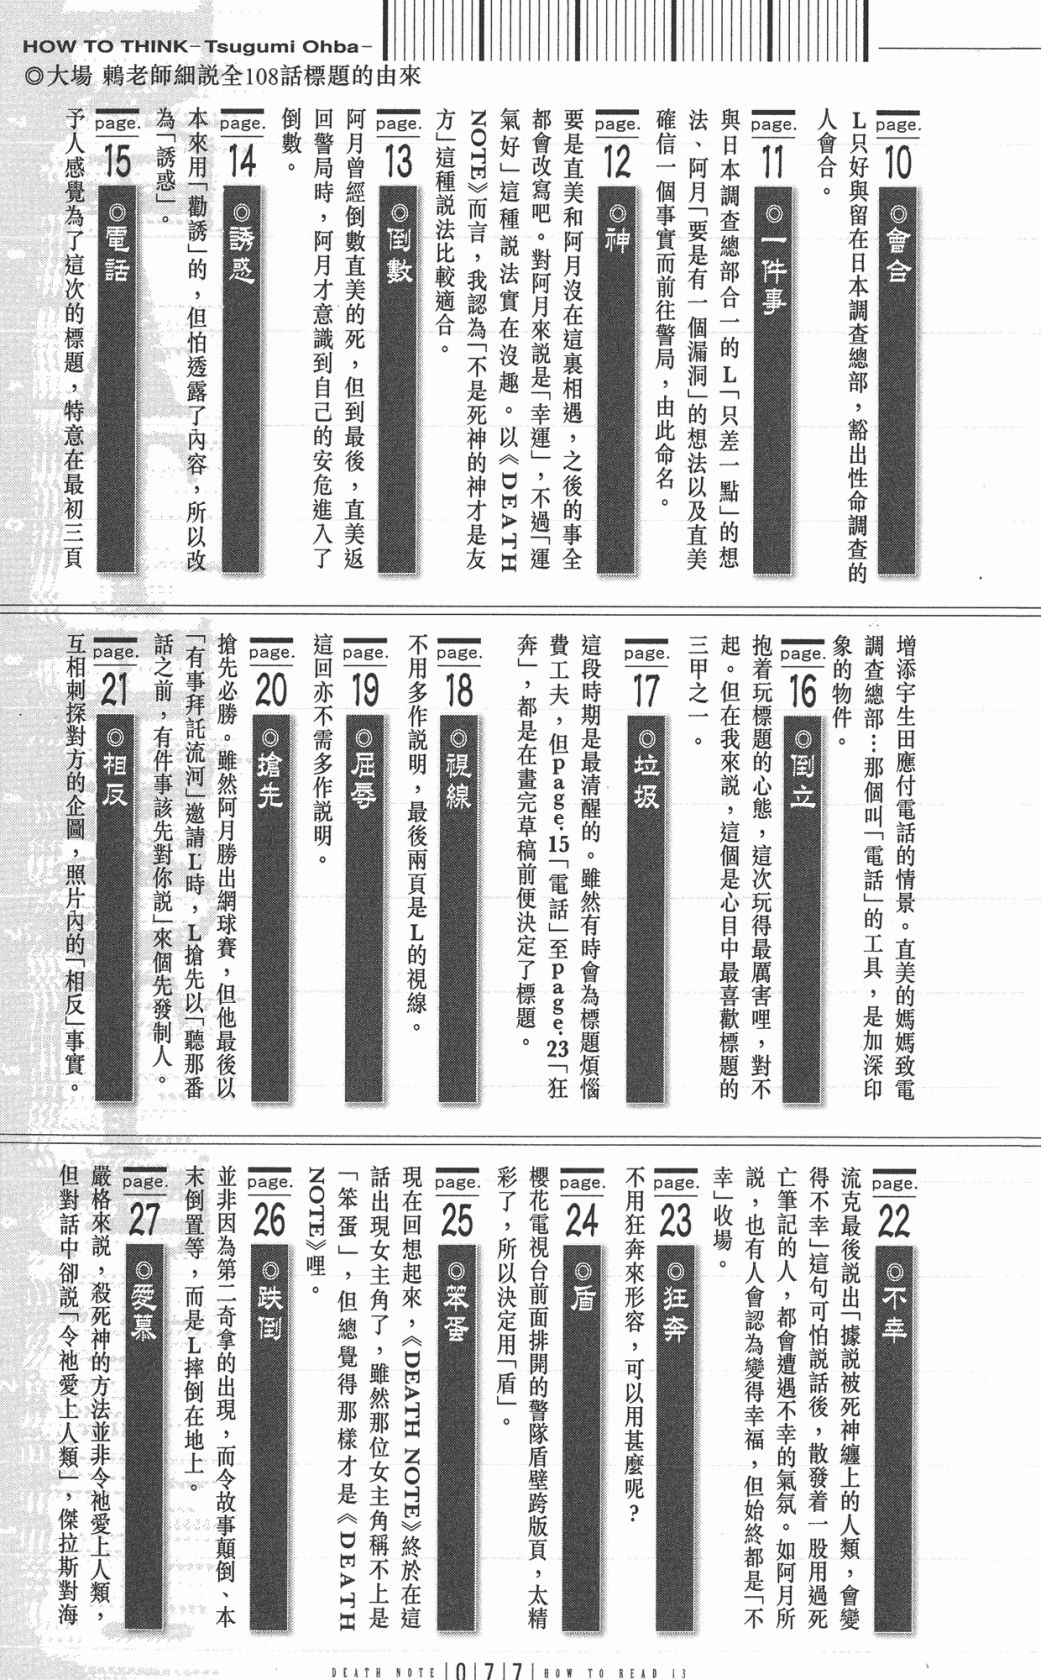 HOW TO THINK-Tsugumi Ohba-
◎大場 鶫老師細說全108話標題的由來
page.
10
◎會合
L只好與留在日本調查總部，豁出性命調查的
人會合。
page.
11
◎一件事
與日本調查總部合一的L「只差一點」的想
法、阿月「要是有一個漏洞」的想法以及直美
確信一個事實而前往警局，由此命名。
page.
12
◎神
要是直美和阿月沒在這裏相遇，之後的事全
都會改寫吧。對阿月來說是「幸運」，不過「運
氣好」這種說法實在沒趣。以《DEATH
NOTE》而言，我認為「不是死神的神才是友
方」這種說法比較適合。
page.
13
◎倒數
阿月曾經倒數直美的死，但到最後，直美返
回警局時，阿月才意識到自己的安危進入了
倒數。
page.
14
◎誘惑
本來用「勸誘」的，但怕透露了內容，所以改
為「誘惑」。
page.
15
◎電話
予人感覺為了這次的標題，特意在最初三頁
增添宇生田應付電話的情景。直美的媽媽致電
調查總部…那個叫「電話」的工具，是加深印
象的物件。
page.
16
◎倒立
抱着玩標題的心態，這次玩得最厲害哩，對不
起。但在我來說，這個是心目中最喜歡標題的
三甲之一。
page.
17
◎垃圾
這段時期是最清醒的。雖然有時會為標題煩惱
費工夫，但page.15「電話」至page.23「狂
奔」，都是在畫完草稿前便決定了標題。
page.
18
◎視線
不用多作說明，最後兩頁是L的視線。
page.
19
◎屈辱
這回亦不需多作說明。
page.
20
◎搶先
搶先必勝。雖然阿月勝出網球賽，但他最後以
「有事拜託流河」邀請L時，L搶先以「聽那番
話之前，有件事該先對你說」來個先發制人。
page.
21
◎相反
互相刺探對方的企圖，照片內的「相反」事實。
page.
22
◎不幸
流克最後說出「據說被死神纏上的人類，會變
得不幸」這句可怕說話後，散發着一股用過死
亡筆記的人，都會遭遇不幸的氣氛。如阿月所
說，也有人會認為變得幸福，但始終都是「不
幸」收場。
page.
23
◎狂奔
不用狂奔來形容，可以用甚麼呢？
page.
24
◎盾
櫻花電視台前面排開的警隊盾壁跨版頁，太精
彩了，所以決定用「盾」。
page.
25
◎笨蛋
現在回想起來，《DEATH NOTE》終於在這
話出現女主角了，雖然那位女主角稱不上是
「笨蛋」，但總覺得那樣才是《DEATH
NOTE》哩。
page.
26
◎跌倒
並非因為第二奇拿的出現，而令故事顛倒、本
末倒置等，而是L摔倒在地上。
page.
27
◎愛慕
嚴格來說，殺死神的方法並非令祂愛上人類，
但對話中卻說「令祂愛上人類」，傑拉斯對海
DEATH NOTE|0|7|7|HOW TO READ 13